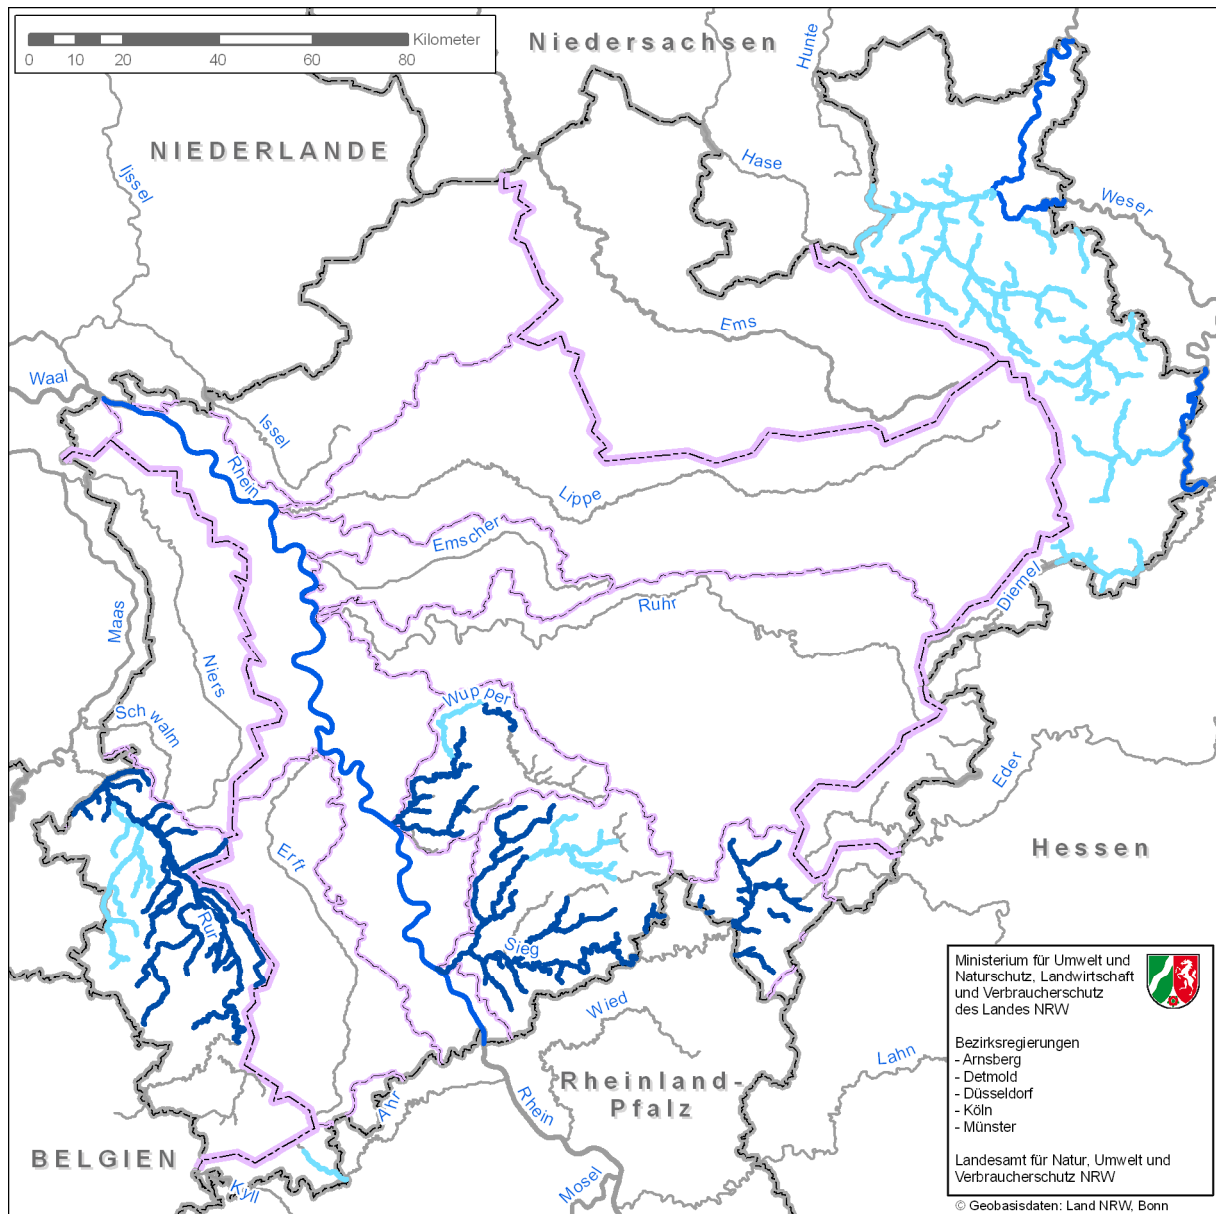 Kilometer
0 10 20 40 60 80
Niedersachsen
Hunte
NIEDERLANDE
Ijssel
Hase
Weser
Ems
Waal
Issel
Rhein
Lippe
Emscher
Ruhr
Diemel
Maas
Niers
Schwalm
Wupper
Eder
Hessen
Erft
Rur
Sieg
Wied
Lahn
Rheinland-
Pfalz
Rhein
Ahr
BELGIEN
Kyll
Mosel
Ministerium für Umwelt und
Naturschutz, Landwirtschaft
und Verbraucherschutz
des Landes NRW
Bezirksregierungen
- Arnsberg
- Detmold
- Düsseldorf
- Köln
- Münster
Landesamt für Natur, Umwelt und
Verbraucherschutz NRW
© Geobasisdaten: Land NRW, Bonn